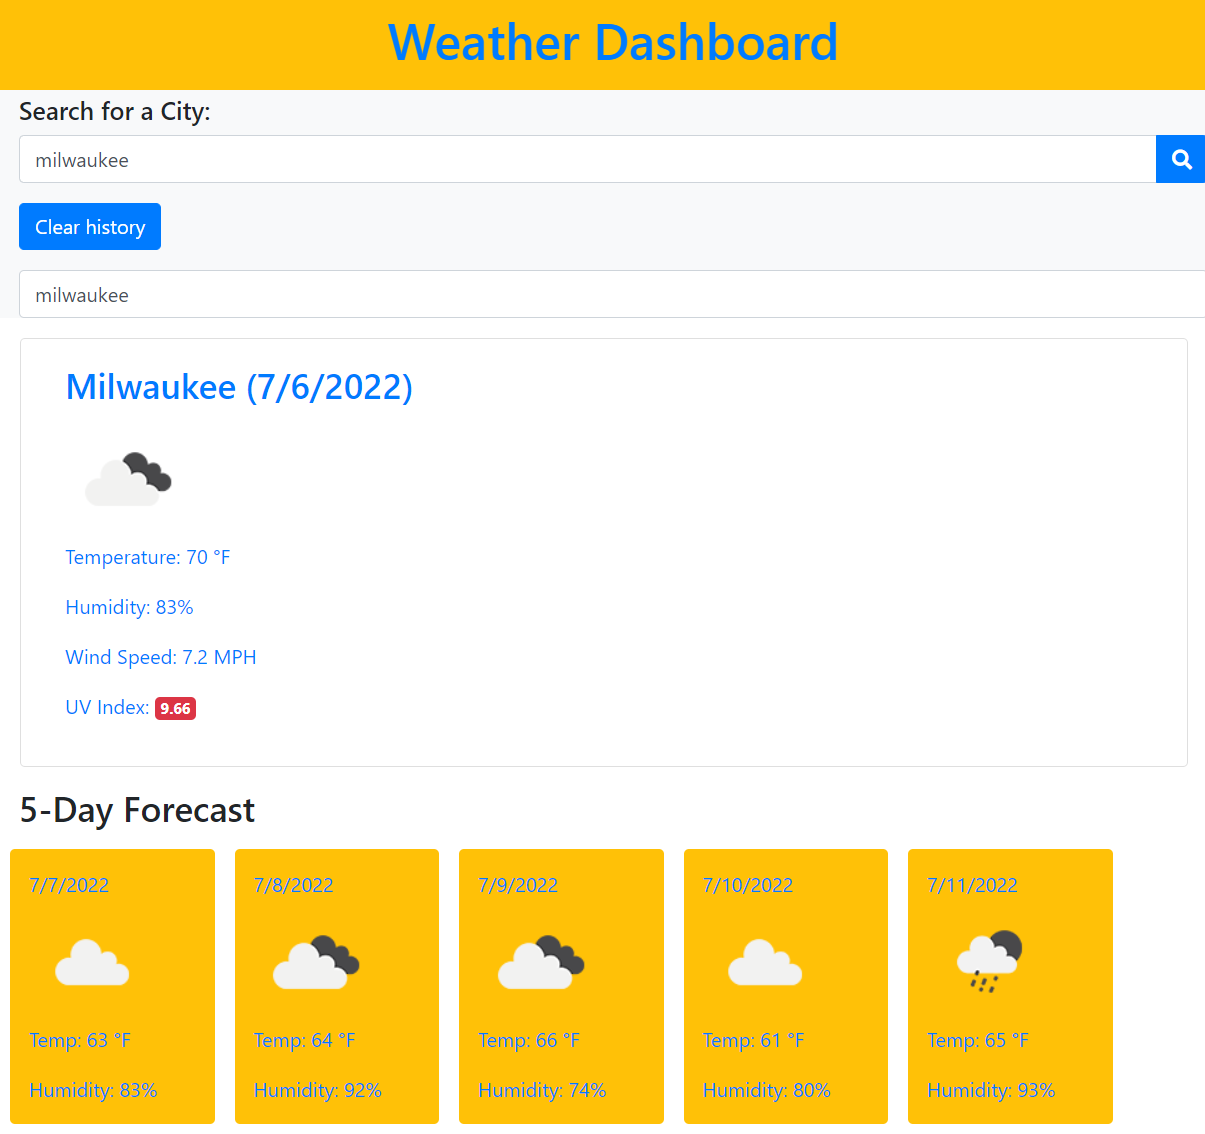 Weather Dashboard
Search for a City:
milwaukee
Clear history
milwaukee
Milwaukee (7/6/2022)
Temperature: 70 °F
Humidity: 83%
Wind Speed: 7.2 MPH
UV Index: 9.66
5-Day Forecast
7/7/2022
Temp: 63 °F
Humidity: 83%
7/8/2022
Temp: 64 °F
Humidity: 92%
7/9/2022
Temp: 66 °F
Humidity: 74%
7/10/2022
Temp: 61 °F
Humidity: 80%
7/11/2022
Temp: 65 °F
Humidity: 93%